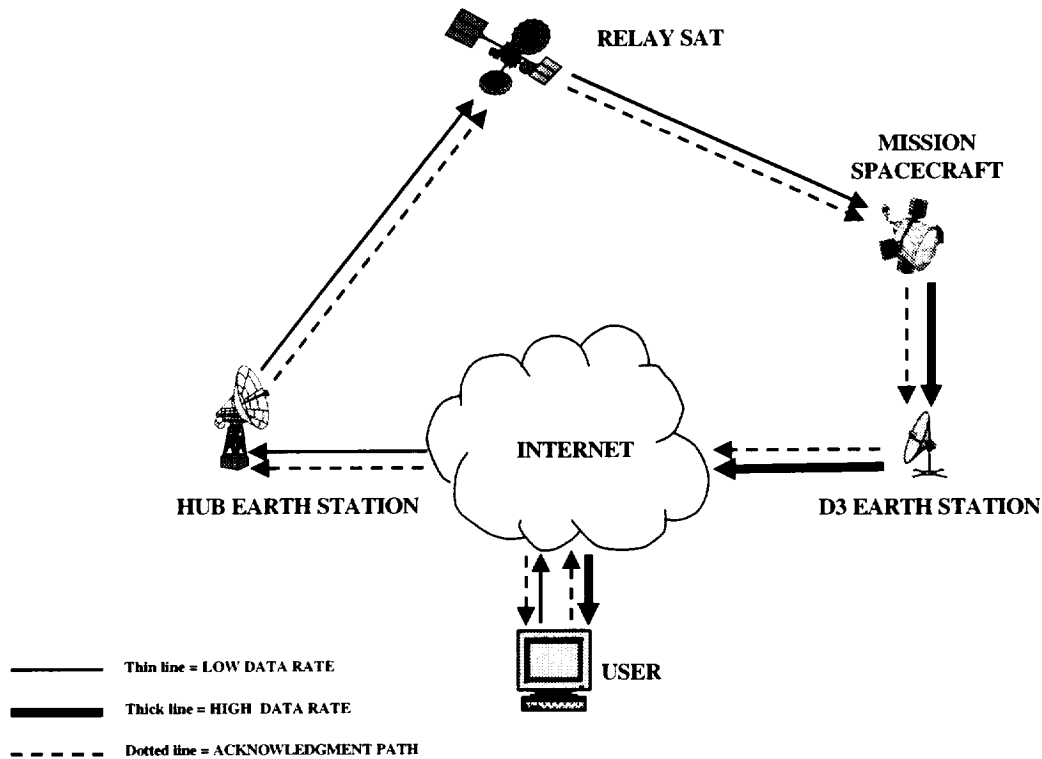 RELAY SAT
MISSION
SPACECRAFT
INTERNET
HUB EARTH STATION
D3 EARTH STATION
USER
Thin line = LOW DATA RATE
Thick line = HIGH DATA RATE
Dotted line = ACKNOWLEDGMENT PATH